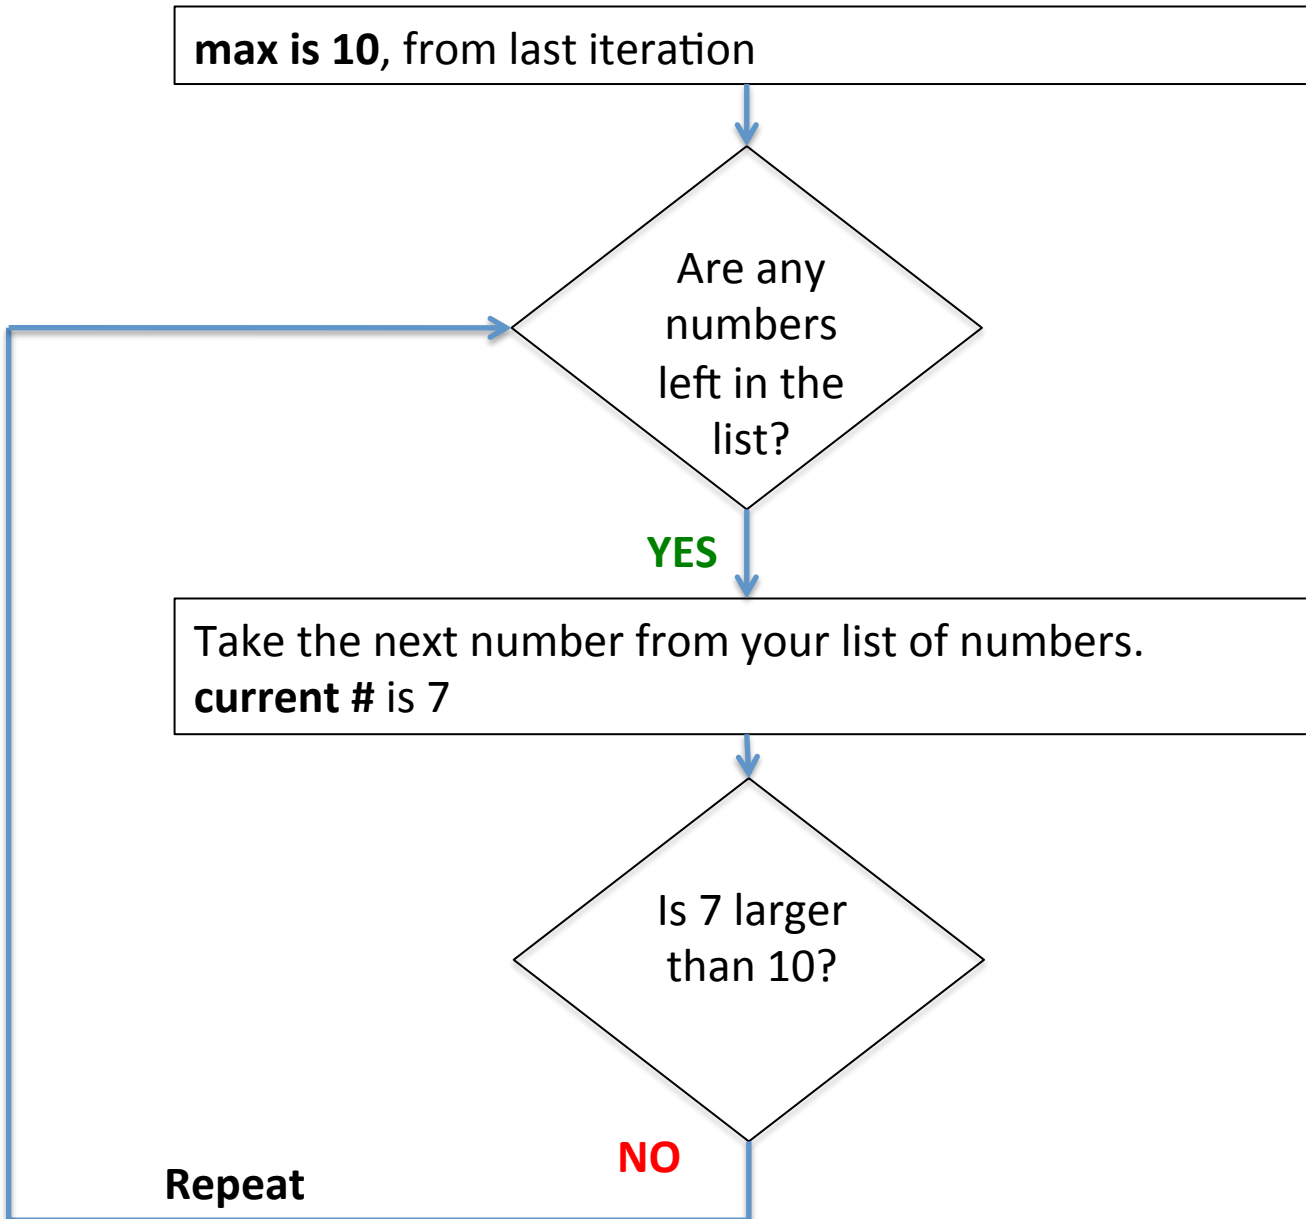 max is 10, from last iteration
Are any
numbers
left in the
list?
YES
Take the next number from your list of numbers.
current # is 7
Is 7 larger
than 10?
NO
Repeat